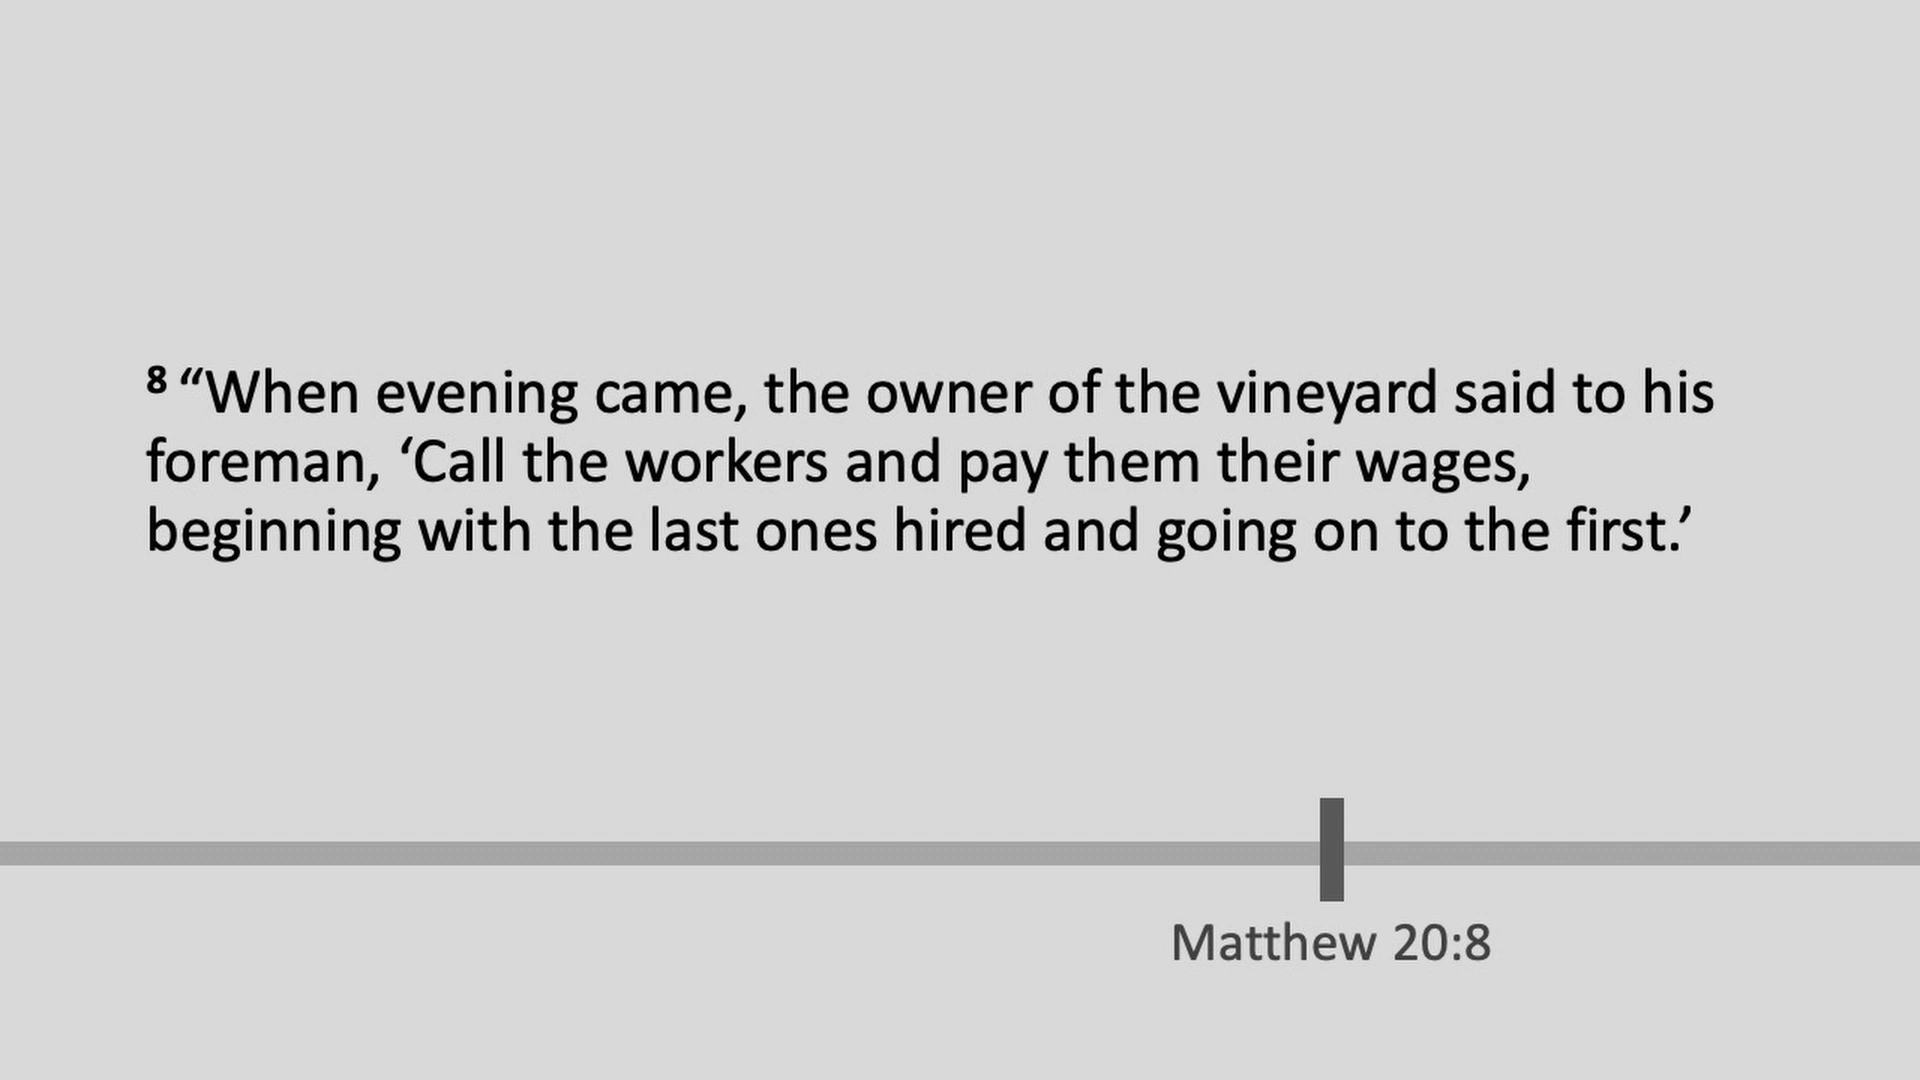 8 “When evening came, the owner of the vineyard said to his
foreman, ‘Call the workers and pay them their wages,
beginning with the last ones hired and going on to the first.’
Matthew 20:8